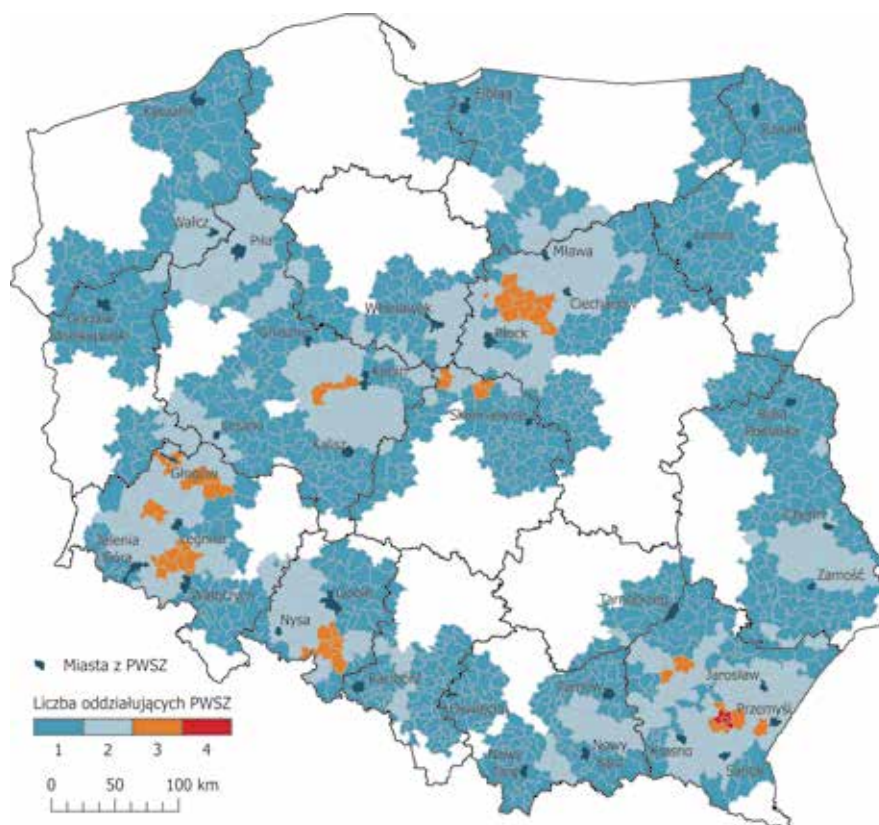 Koszalin
Elbląg
Suwałki
Wałcz
Piła
Mława
Łomża
Ciechanów
Gorzów
Wielkopolski
Włocławek
Gniezno
Płock
Konin
Skierniewice
Biała
Podlaska
Leszno
Kalisz
Głogów
Chełm
Legnica
Jelenia
Góra
Zamość
Wałbrzych
Opole
Tarnobrzeg
Nysa
Racibórz
Tarnów
Jarosław
Przemyśl
Oświęcim
Krosno
Nowy
Sącz
Nowy
Targ
Sanok
Miasta z PWSZ
Liczba oddziałujących PWSZ
1 2 3 4
0 50 100 km